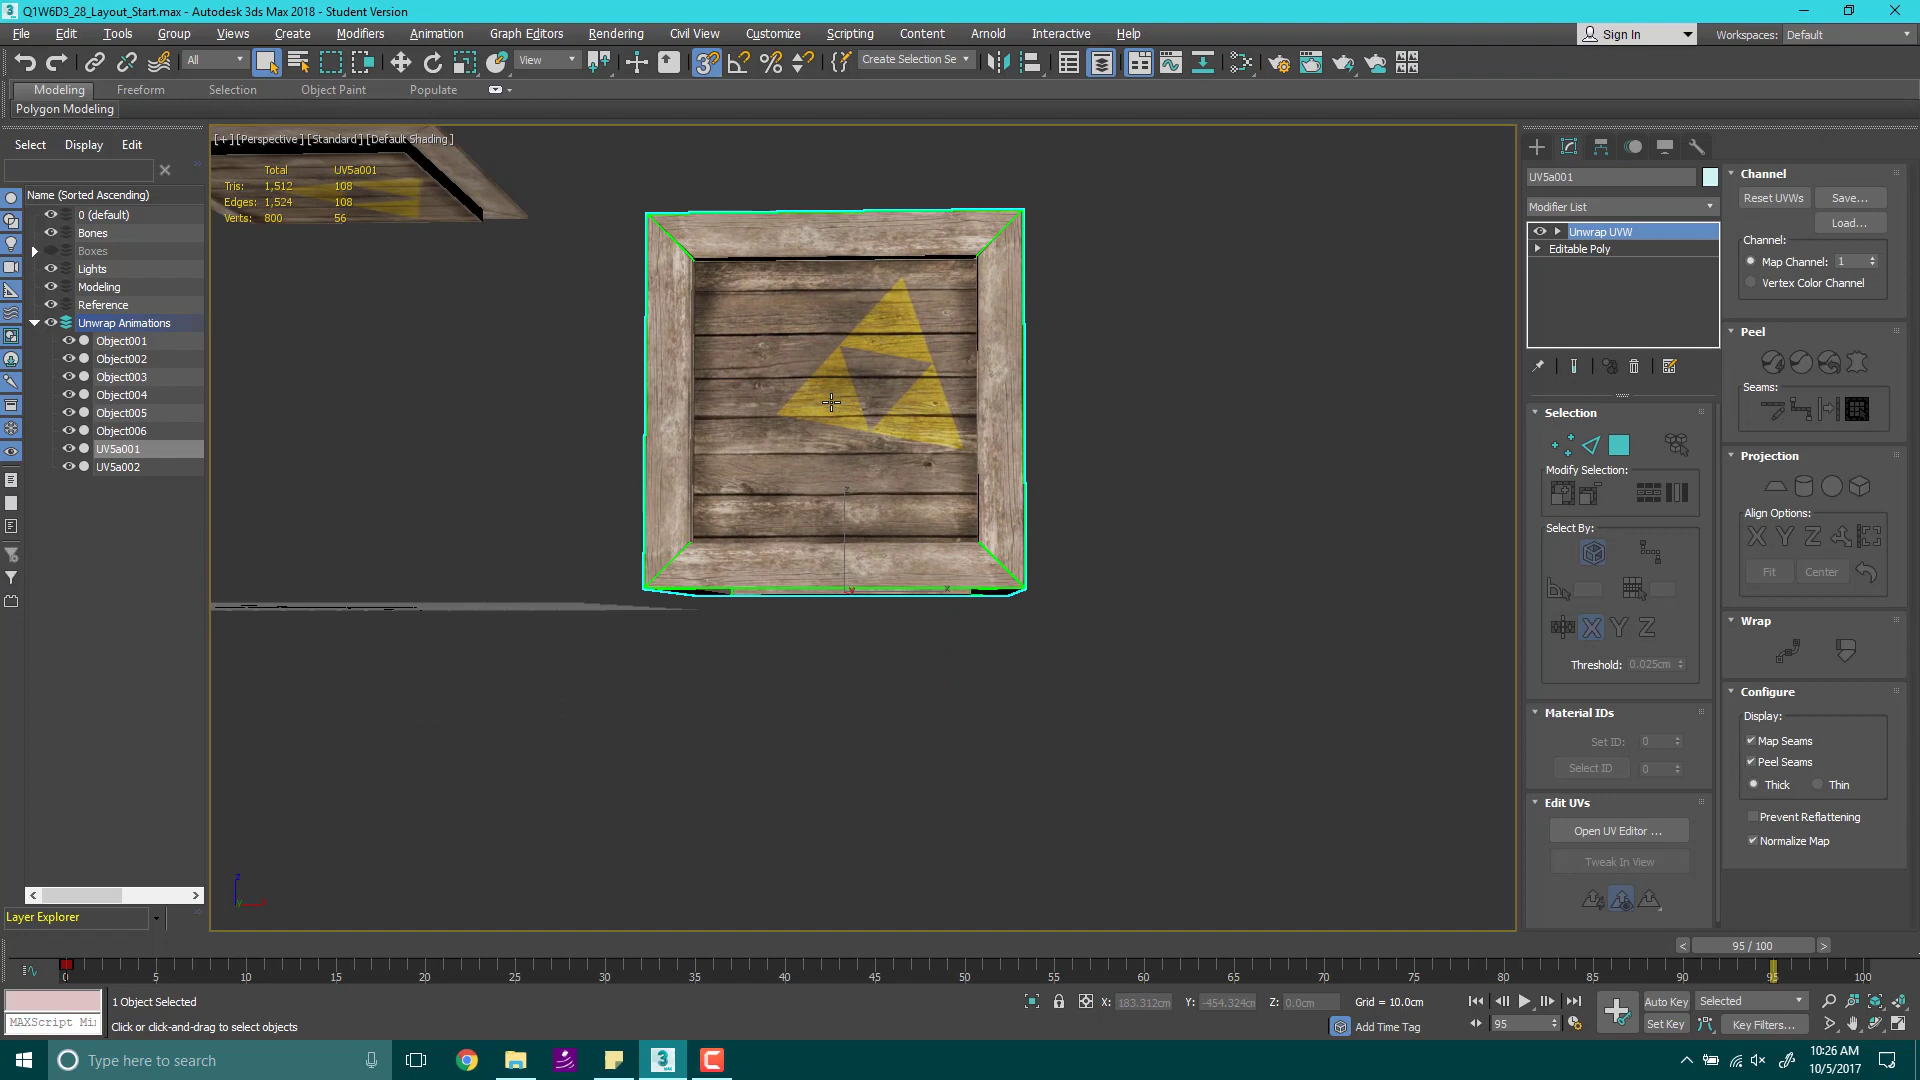 Q1W6D3_28_Layout_Start.max - Autodesk 3ds Max 2018 - Student Version
File Edit Tools Group Views Create Modifiers Animation Graph Editors Rendering Civil View Customize Scripting Content Arnold Interactive Help Sign In Workspaces: Default
All View Create Selection Se
Modeling Freeform Selection Object Paint Populate
Polygon Modeling
Select Display Edit
Name (Sorted Ascending)
0 (default)
Bones
Boxes
Lights
Modeling
Reference
Unwrap Animations
Object001
Object002
Object003
Object004
Object005
Object006
UV5a001
UV5a002
Layer Explorer
[+][Perspective][Standard][Default Shading]
Total UV5a001
Tris: 1,512 108
Edges: 1,524 108
Verts: 800 56
z
x
z
y
UV5a001
Modifier List
Unwrap UVW
Editable Poly
Selection
Modify Selection:
Select By:
X Y Z
Threshold: 0.025cm
Material IDs
Set ID: 0
Select ID 0
Edit UVs
Open UV Editor ...
Tweak In View
Channel
Reset UVWs Save...
Load...
Channel:
Map Channel: 1
Vertex Color Channel
Peel
Seams:
Projection
Align Options:
X Y Z
Fit Center
Wrap
Configure
Display:
Map Seams
Peel Seams
Thick Thin
Prevent Reflattening
Normalize Map
< 95 / 100 >
0 5 10 15 20 25 30 35 40 45 50 55 60 65 70 75 80 85 90 95 100
1 Object Selected X: 183.312cm Y: -454.324cm Z: 0.0cm Grid = 10.0cm Auto Key Selected
MAXScript Mi Click or click-and-drag to select objects Add Time Tag 95 Set Key Key Filters...
Type here to search
10:26 AM
10/5/2017